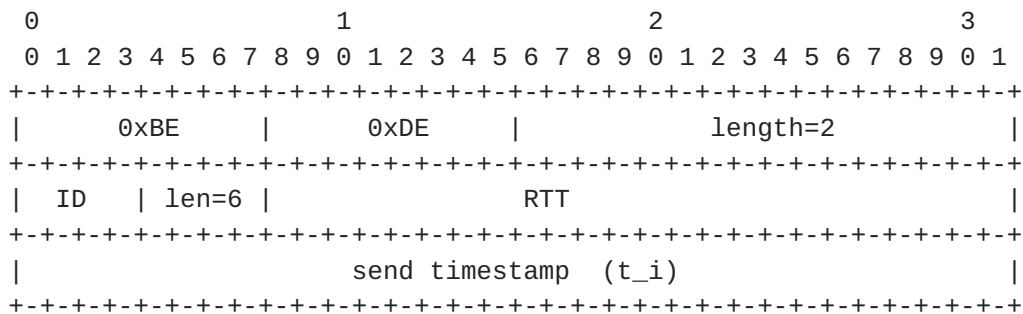 0                   1                   2                   3
 0 1 2 3 4 5 6 7 8 9 0 1 2 3 4 5 6 7 8 9 0 1 2 3 4 5 6 7 8 9 0 1
+-+-+-+-+-+-+-+-+-+-+-+-+-+-+-+-+-+-+-+-+-+-+-+-+-+-+-+-+-+-+-+-+
|      0xBE     |      0xDE     |            length=2           |
+-+-+-+-+-+-+-+-+-+-+-+-+-+-+-+-+-+-+-+-+-+-+-+-+-+-+-+-+-+-+-+-+
|  ID   | len=6 |                RTT                            |
+-+-+-+-+-+-+-+-+-+-+-+-+-+-+-+-+-+-+-+-+-+-+-+-+-+-+-+-+-+-+-+-+
|                     send timestamp  (t_i)                     |
+-+-+-+-+-+-+-+-+-+-+-+-+-+-+-+-+-+-+-+-+-+-+-+-+-+-+-+-+-+-+-+-+